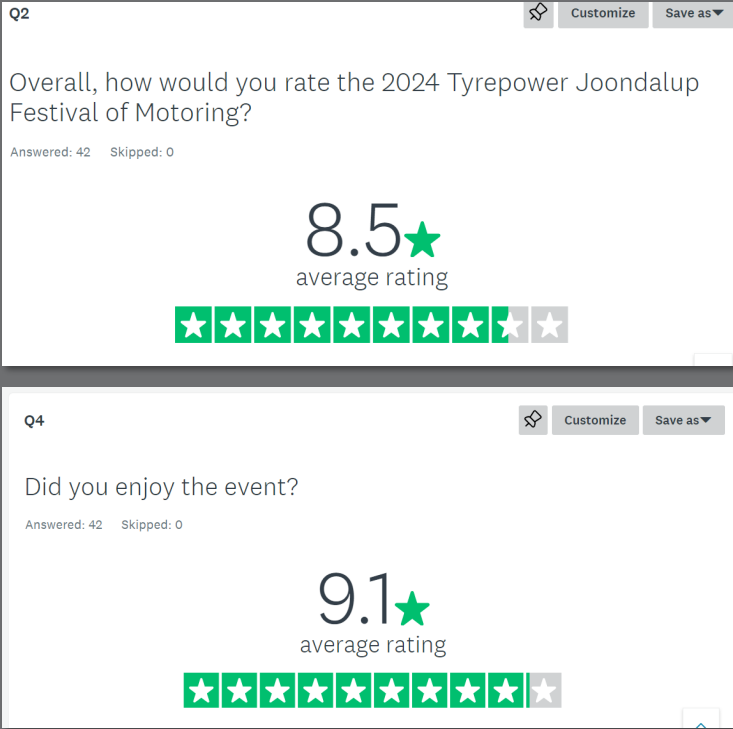 Q2
Customize
Save as
Overall, how would you rate the 2024 Tyrepower Joondalup
Festival of Motoring?
Answered: 42 Skipped: 0
8.5
average rating
Q4
Customize
Save as
Did you enjoy the event?
Answered: 42 Skipped: 0
9.1
average rating